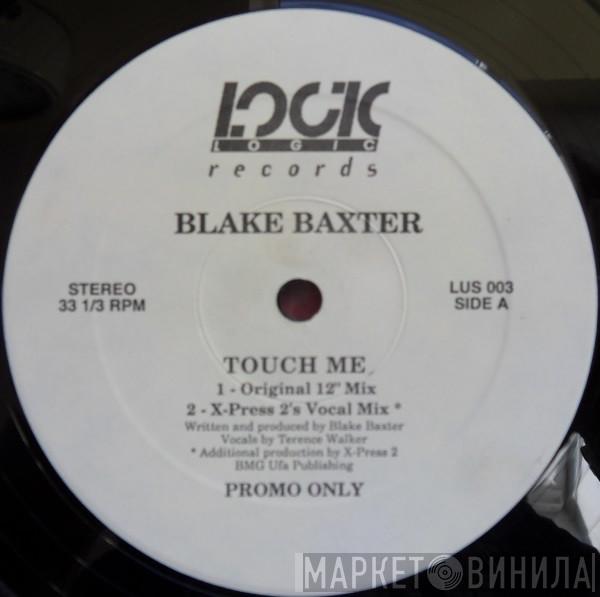 LOGIC
LOGIC
records
BLAKE BAXTER
STEREO
33 1/3 RPM
LUS 003
SIDE A
TOUCH ME
1 - Original 12" Mix
2 - X-Press 2's Vocal Mix *
Written and produced by Blake Baxter
Vocals by Terence Walker
* Additional production by X-Press 2
BMG Ufa Publishing
PROMO ONLY
МАРКЕТ ВИНИЛА